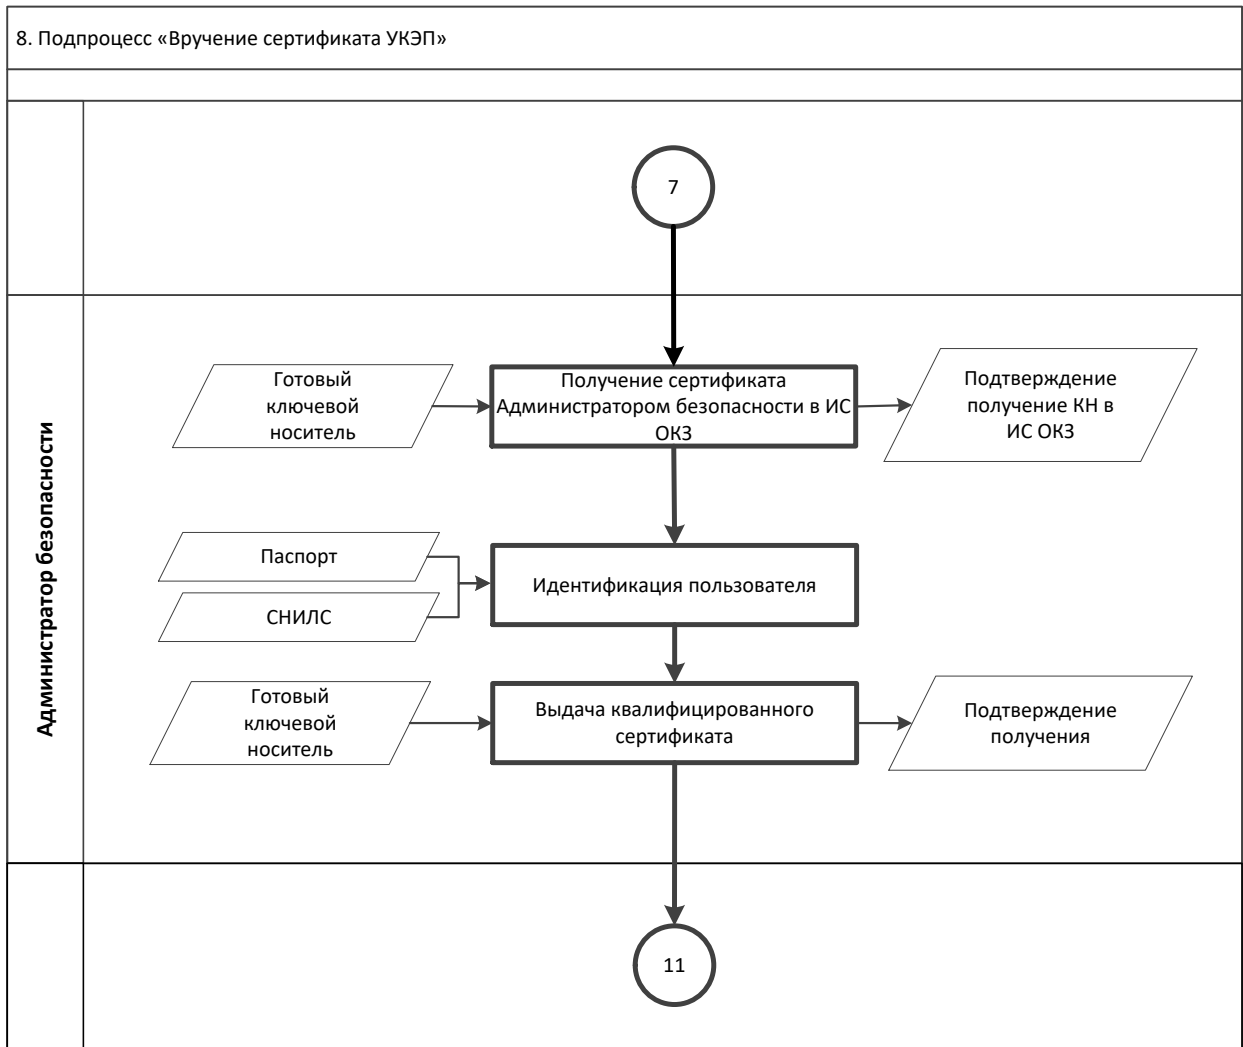 8. Подпроцесс «Вручение сертификата УКЭП»
7
Администратор безопасности
Готовый
ключевой
носитель
Получение сертификата
Администратором безопасности в ИС
ОКЗ
Подтверждение
получение КН в
ИС ОКЗ
Паспорт
СНИЛС
Идентификация пользователя
Готовый
ключевой
носитель
Выдача квалифицированного
сертификата
Подтверждение
получения
11